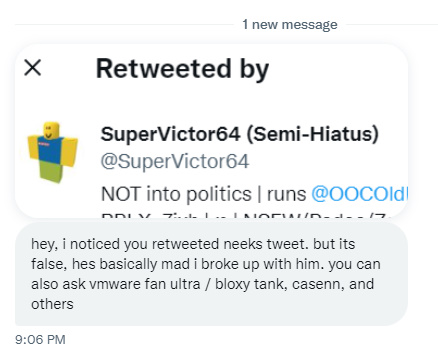 1 new message
Retweeted by
SuperVictor64 (Semi-Hiatus)
@SuperVictor64
NOT into politics | runs @OOCOld
hey, i noticed you retweeted neeks tweet. but its
false, hes basically mad i broke up with him. you can
also ask vmware fan ultra / bloxy tank, casenn, and
others
9:06 PM